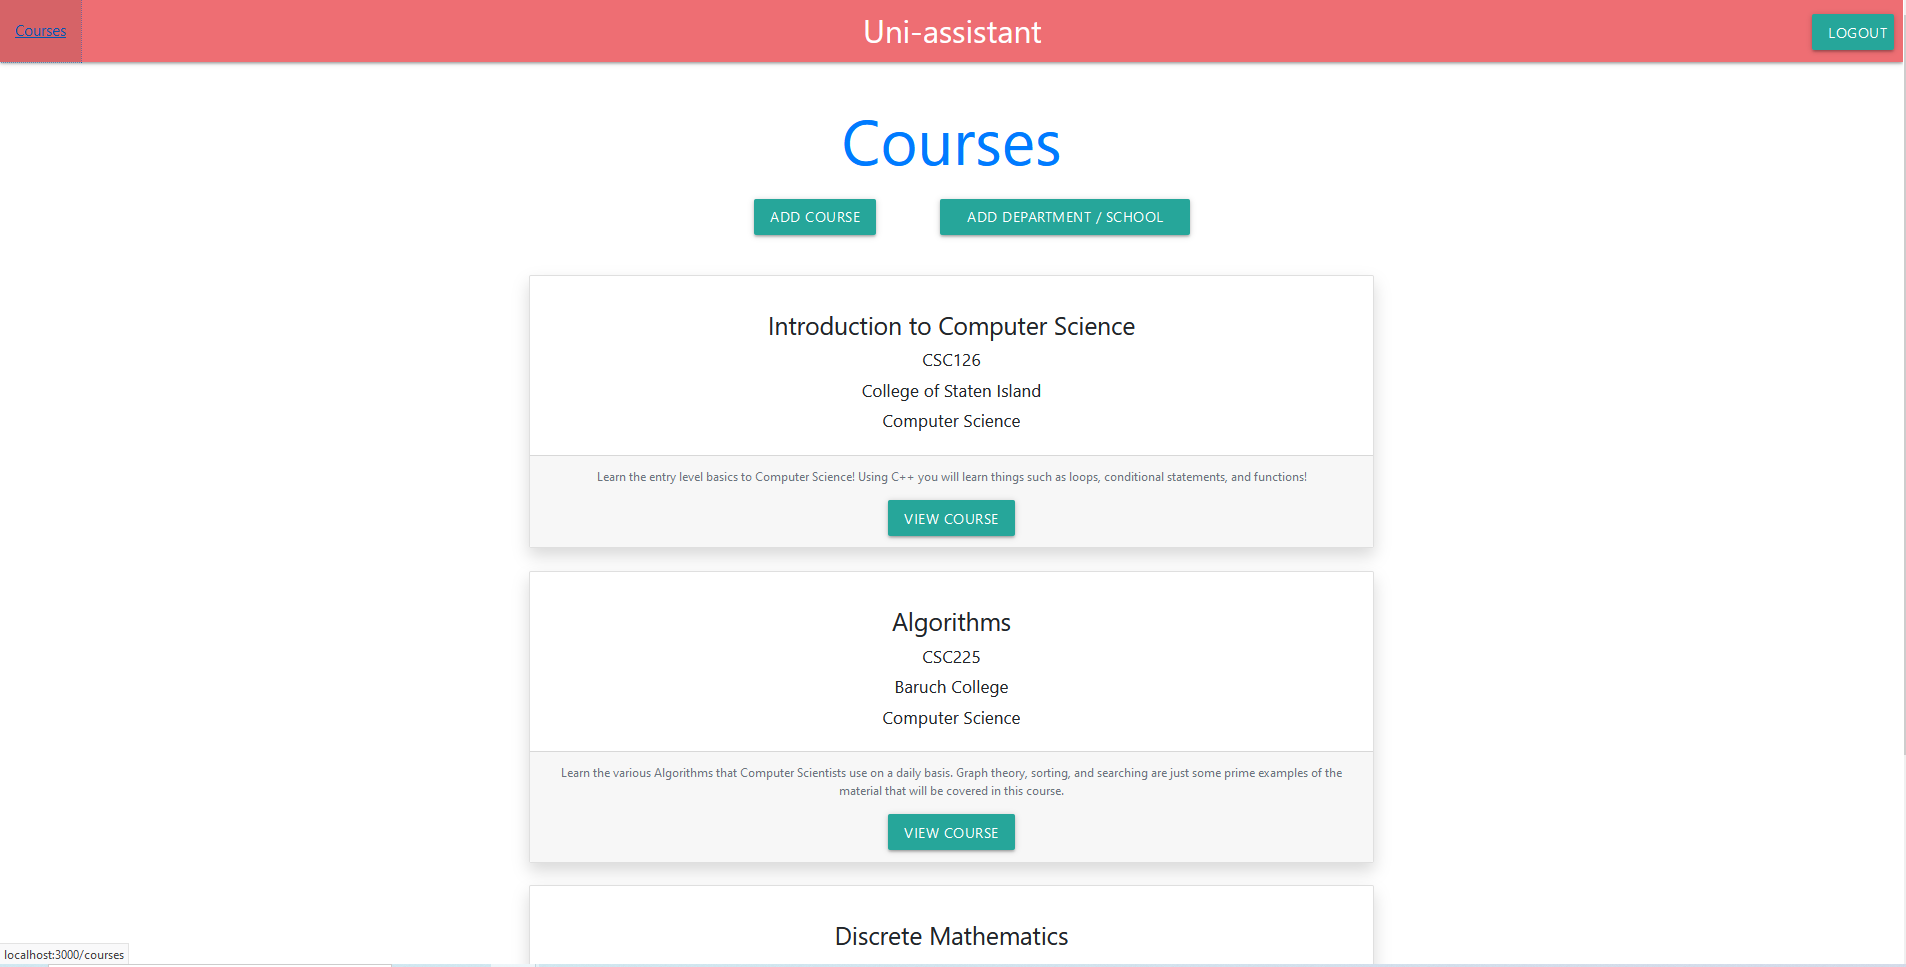 Courses
Uni-assistant
LOGOUT
Courses
ADD COURSE
ADD DEPARTMENT / SCHOOL
Introduction to Computer Science
CSC126
College of Staten Island
Computer Science
Learn the entry level basics to Computer Science! Using C++ you will learn things such as loops, conditional statements, and functions!
VIEW COURSE
Algorithms
CSC225
Baruch College
Computer Science
Learn the various Algorithms that Computer Scientists use on a daily basis. Graph theory, sorting, and searching are just some prime examples of the
material that will be covered in this course.
VIEW COURSE
Discrete Mathematics
localhost:3000/courses